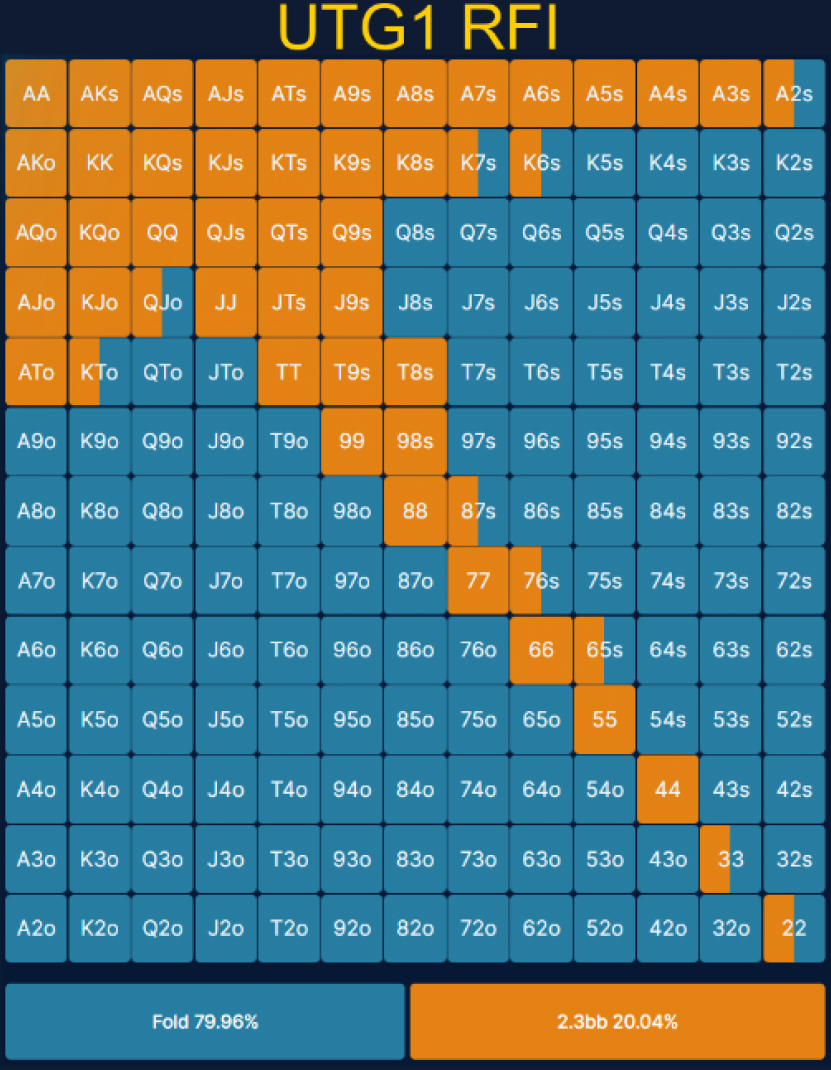 UTG1 RFI
AA AKs AQs AJs ATs A9s A8s A7s A6s A5s A4s A3s A2s
AKo KK KQs KJs KTs K9s K8s K7s K6s K5s K4s K3s K2s
AQo KQo QQ QJs QTs Q9s Q8s Q7s Q6s Q5s Q4s Q3s Q2s
AJo KJo QJo JJ JTs J9s J8s J7s J6s J5s J4s J3s J2s
ATo KTo QTo JTo TT T9s T8s T7s T6s T5s T4s T3s T2s
A9o K9o Q9o J9o T9o 99 98s 97s 96s 95s 94s 93s 92s
A8o K8o Q8o J8o T8o 98o 88 87s 86s 85s 84s 83s 82s
A7o K7o Q7o J7o T7o 97o 87o 77 76s 75s 74s 73s 72s
A6o K6o Q6o J6o T6o 96o 86o 76o 66 65s 64s 63s 62s
A5o K5o Q5o J5o T5o 95o 85o 75o 65o 55 54s 53s 52s
A4o K4o Q4o J4o T4o 94o 84o 74o 64o 54o 44 43s 42s
A3o K3o Q3o J3o T3o 93o 83o 73o 63o 53o 43o 33 32s
A2o K2o Q2o J2o T2o 92o 82o 72o 62o 52o 42o 32o 22
Fold 79.96% 2.3bb 20.04%